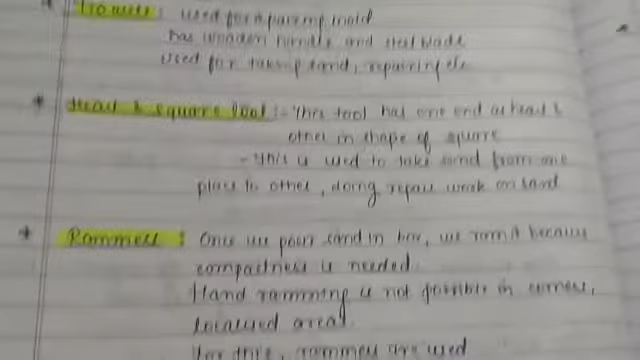 * Trowels : used for repairing mold
has wooden handle and steel blade
used for taking sand, repairing etc
* Heart & square tool :- This tool has one end as heart &
other in shape of square
- This is used to take sand from one
place to other, doing repair work on sand
* Rammers : Once we pour sand in box, we ram it because
compactness is needed.
Hand ramming is not possible in corners,
localised areas.
for this, rammers are used